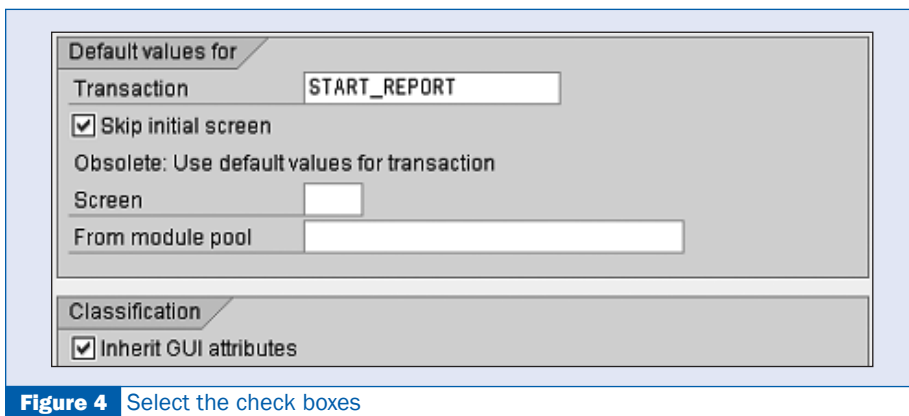 Default values for
Transaction START_REPORT
Skip initial screen
Obsolete: Use default values for transaction
Screen
From module pool
Classification
Inherit GUI attributes
Figure 4 Select the check boxes